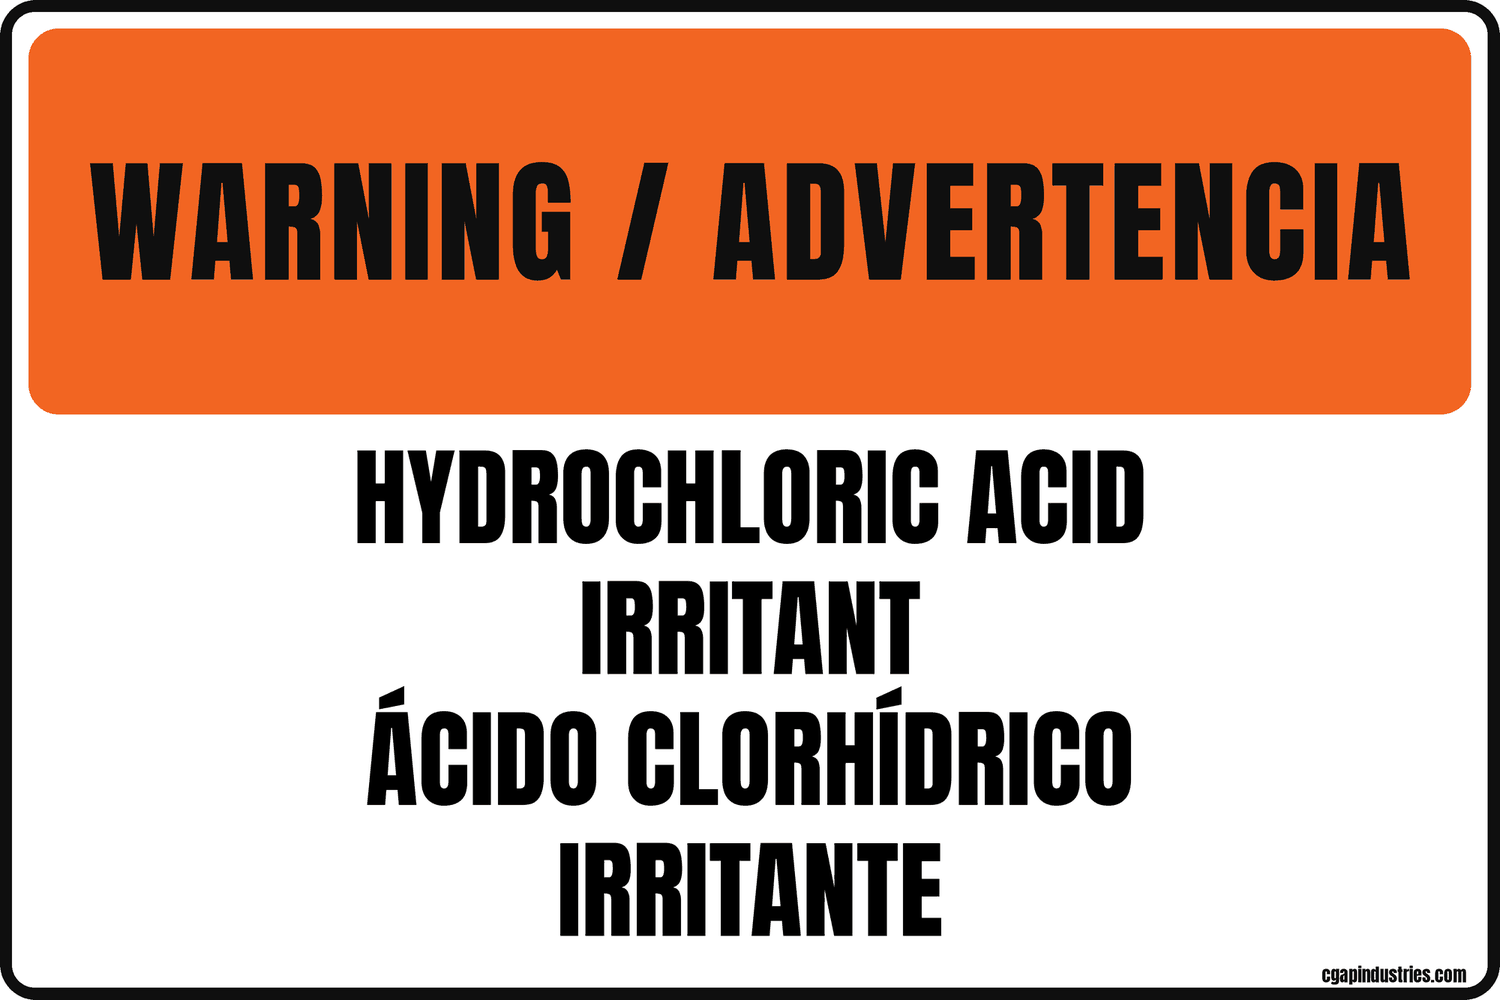 WARNING / ADVERTENCIA
HYDROCHLORIC ACID
IRRITANT
ÁCIDO CLORHÍDRICO
IRRITANTE
cgapindustries.com